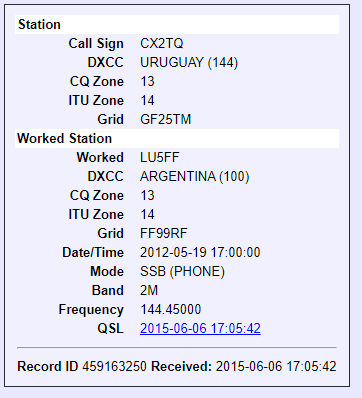 Station
Call Sign CX2TQ
DXCC URUGUAY (144)
CQ Zone 13
ITU Zone 14
Grid GF25TM
Worked Station
Worked LU5FF
DXCC ARGENTINA (100)
CQ Zone 13
ITU Zone 14
Grid FF99RF
Date/Time 2012-05-19 17:00:00
Mode SSB (PHONE)
Band 2M
Frequency 144.45000
QSL 2015-06-06 17:05:42
Record ID 459163250 Received: 2015-06-06 17:05:42